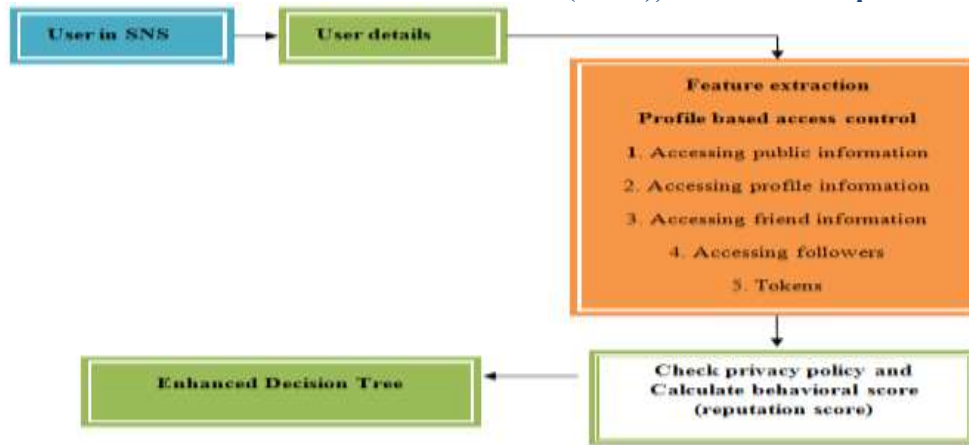 User in SNS
User details
Feature extraction
Profile based access control
1. Accessing public information
2. Accessing profile information
3. Accessing friend information
4. Accessing followers
5. Tokens
Check privacy policy and
Calculate behavioral score
(reputation score)
Enhanced Decision Tree